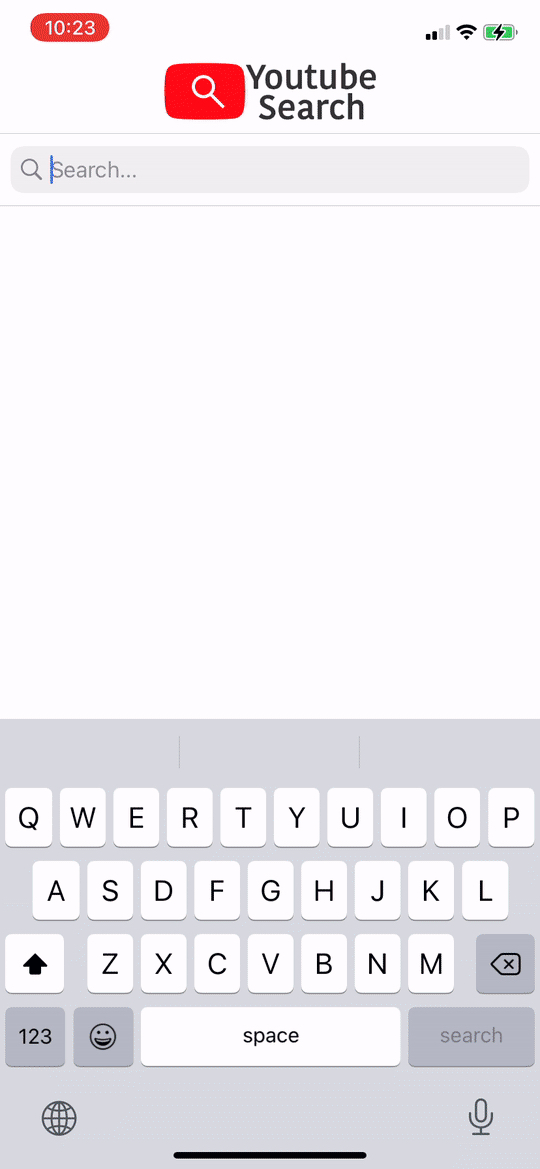 10:23
Youtube
Search
Search...
Q W E R T Y U I O P
A S D F G H J K L
Z X C V B N M
123 space search